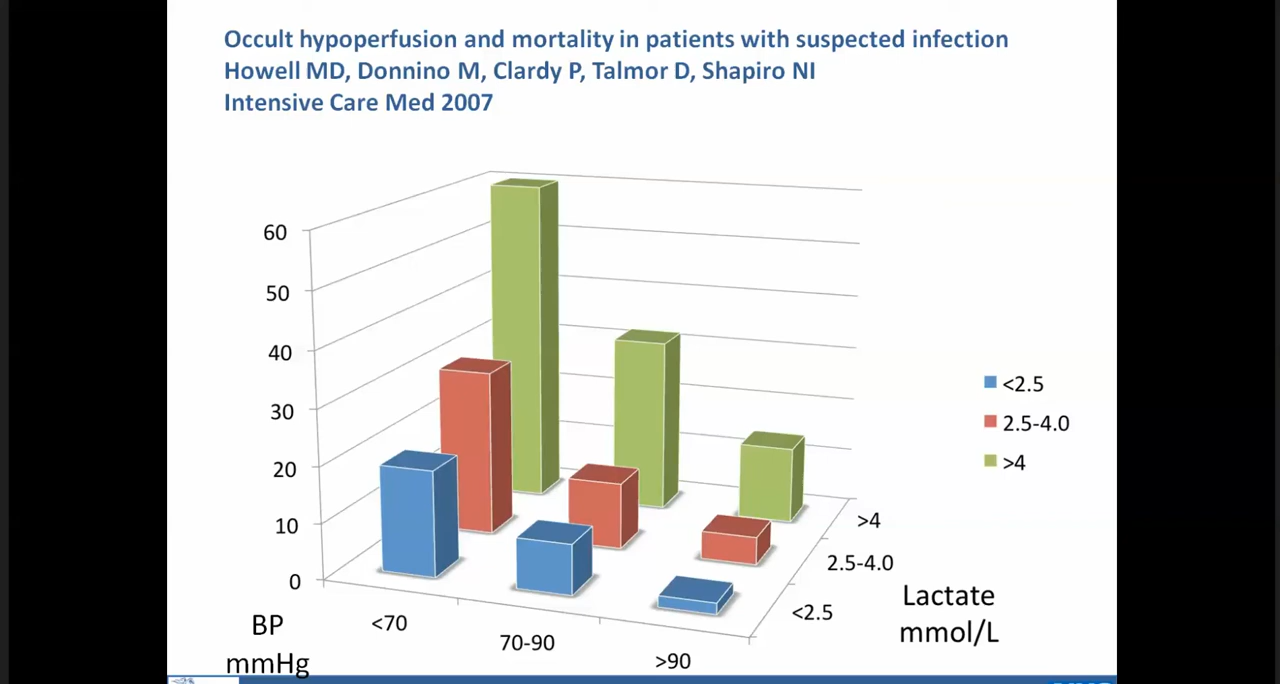 Occult hypoperfusion and mortality in patients with suspected infection
Howell MD, Donnino M, Clardy P, Talmor D, Shapiro NI
Intensive Care Med 2007
60
50
40
30
20
10
0
<70
70-90
>90
BP
mmHg
<2.5
2.5-4.0
>4
Lactate
mmol/L
<2.5
2.5-4.0
>4